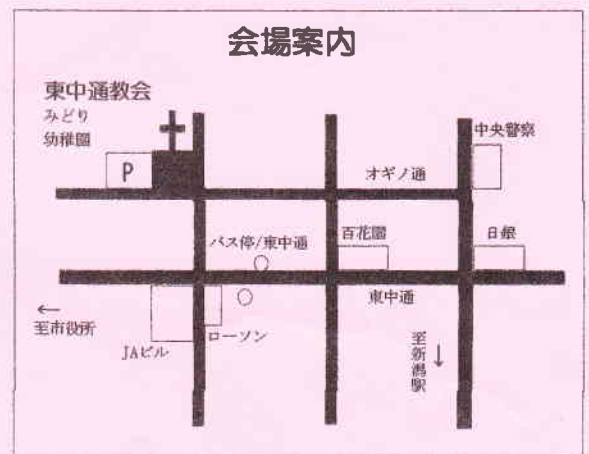 会場案内
東中通教会
みどり
幼稚園
P
中央警察
オギノ通
バス停/東中通
百花園
日銀
東中通
←
至市役所
JAビル
ローソン
至新潟駅
↓